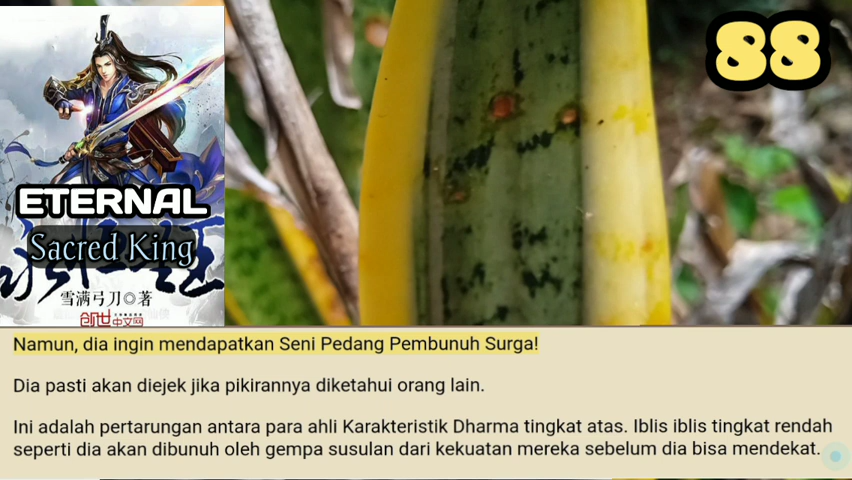 88
ETERNAL
Sacred King
雪满弓刀◎著
创世中文网
Namun, dia ingin mendapatkan Seni Pedang Pembunuh Surga!
Dia pasti akan diejek jika pikirannya diketahui orang lain.
Ini adalah pertarungan antara para ahli Karakteristik Dharma tingkat atas. Iblis iblis tingkat rendah
seperti dia akan dibunuh oleh gempa susulan dari kekuatan mereka sebelum dia bisa mendekat.